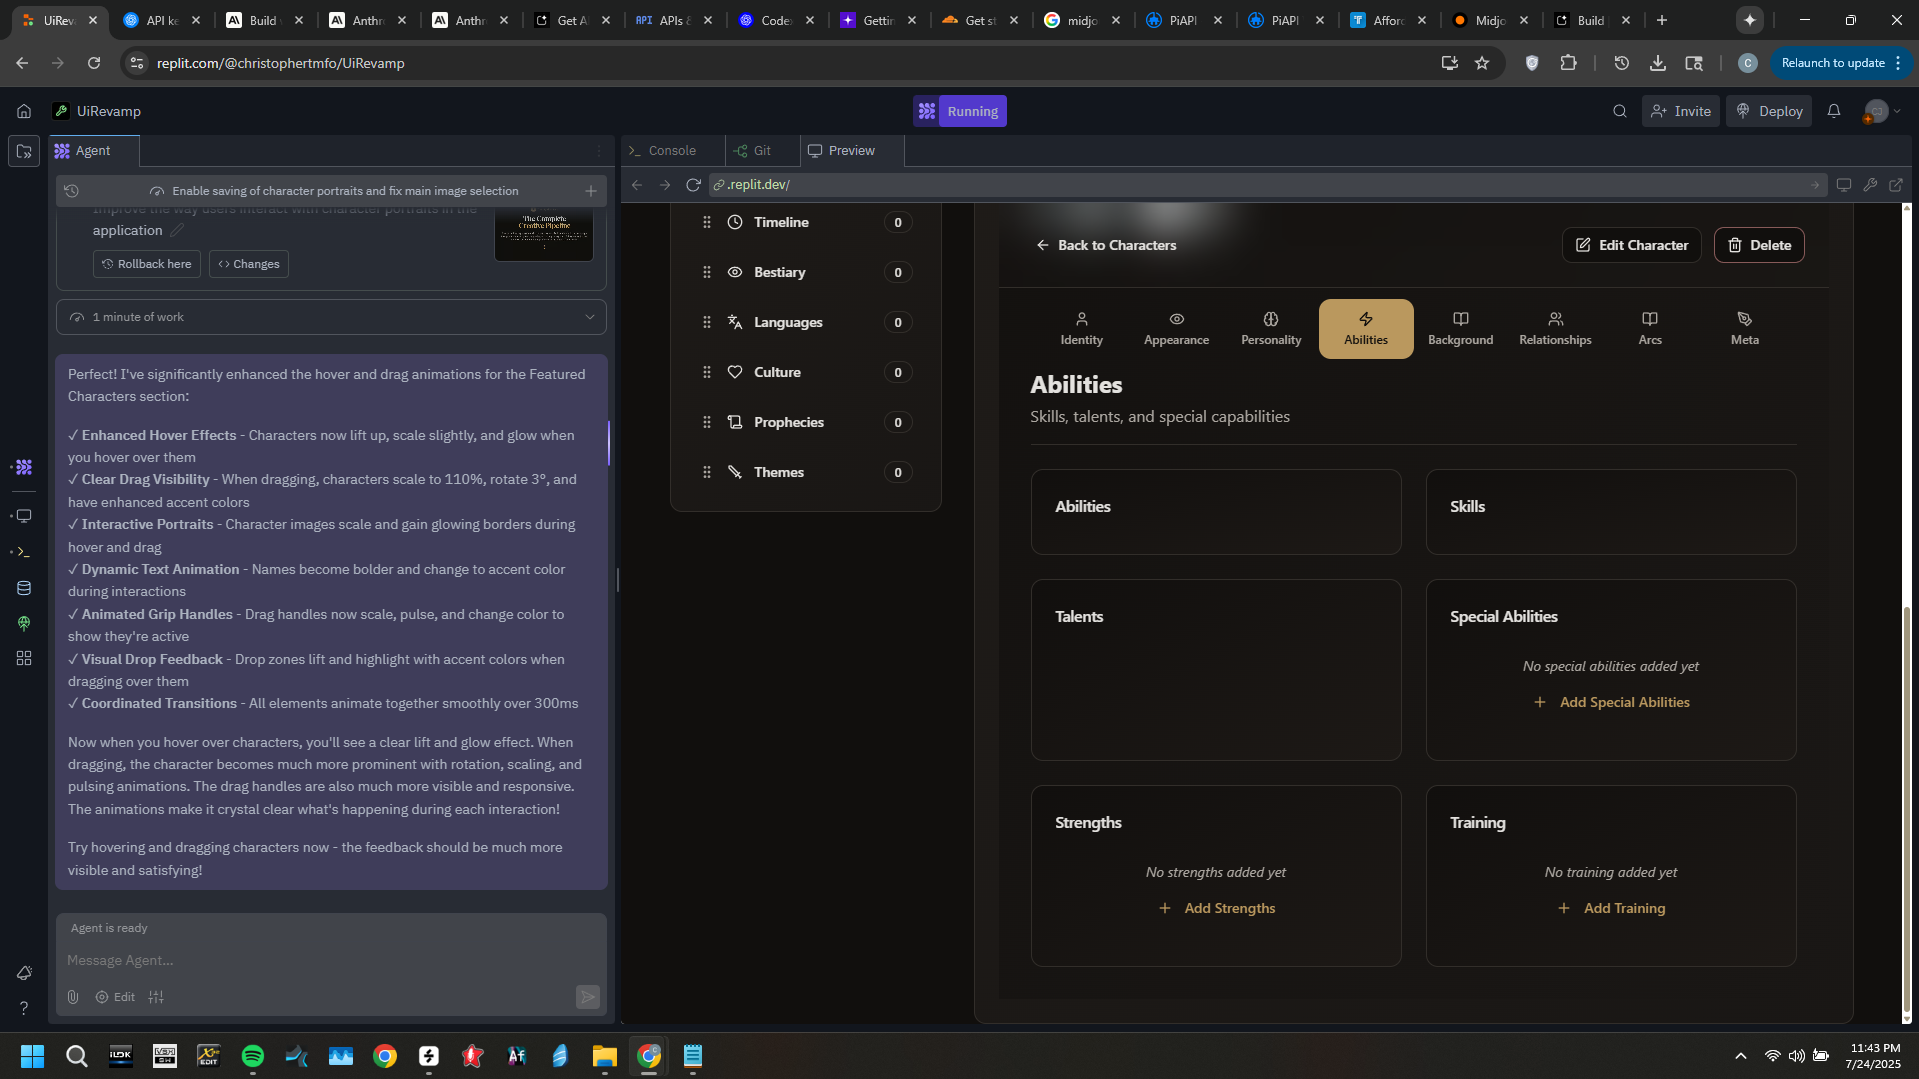 UiReva
API ke
Build
Anthr
Anthr
Get A
API APIs &
Codex
Gettin
Get st
midjo
PiAPI
PiAPI
Affor
Midjo
Build
replit.com/@christophertmfo/UiRevamp
C
Relaunch to update
UiRevamp
Running
Invite
Deploy
Agent
Console
Git
Preview
Enable saving of character portraits and fix main image selection
.replit.dev/
Improve the way users interact with character portraits in the
application
The Complete
Creative Pipeline
Rollback here
Changes
1 minute of work
Perfect! I've significantly enhanced the hover and drag animations for the Featured
Characters section:
✓ Enhanced Hover Effects - Characters now lift up, scale slightly, and glow when
you hover over them
✓ Clear Drag Visibility - When dragging, characters scale to 110%, rotate 3°, and
have enhanced accent colors
✓ Interactive Portraits - Character images scale and gain glowing borders during
hover and drag
✓ Dynamic Text Animation - Names become bolder and change to accent color
during interactions
✓ Animated Grip Handles - Drag handles now scale, pulse, and change color to
show they're active
✓ Visual Drop Feedback - Drop zones lift and highlight with accent colors when
dragging over them
✓ Coordinated Transitions - All elements animate together smoothly over 300ms
Now when you hover over characters, you'll see a clear lift and glow effect. When
dragging, the character becomes much more prominent with rotation, scaling, and
pulsing animations. The drag handles are also much more visible and responsive.
The animations make it crystal clear what's happening during each interaction!
Try hovering and dragging characters now - the feedback should be much more
visible and satisfying!
Agent is ready
Message Agent...
Edit
Timeline 0
Bestiary 0
Languages 0
Culture 0
Prophecies 0
Themes 0
Back to Characters
Edit Character
Delete
Identity
Appearance
Personality
Abilities
Background
Relationships
Arcs
Meta
Abilities
Skills, talents, and special capabilities
Abilities
Skills
Talents
Special Abilities
No special abilities added yet
+ Add Special Abilities
Strengths
No strengths added yet
+ Add Strengths
Training
No training added yet
+ Add Training
11:43 PM
7/24/2025